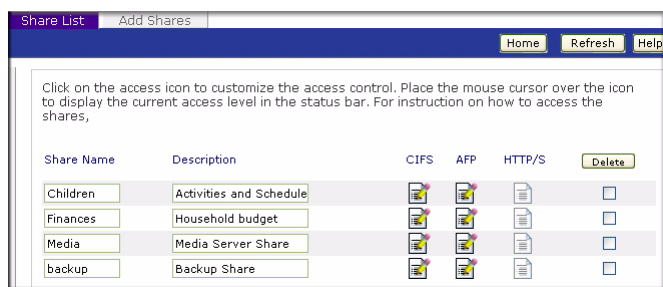 Share List Add Shares
Home Refresh Help
Click on the access icon to customize the access control. Place the mouse cursor over the icon
to display the current access level in the status bar. For instruction on how to access the
shares,
Share Name Description CIFS AFP HTTP/S Delete
Children Activities and Schedule
Finances Household budget
Media Media Server Share
backup Backup Share